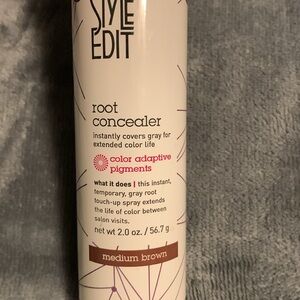 STYLE
EDIT
root
concealer
instantly covers gray for
extended color life
color adaptive
pigments
what it does | this instant,
temporary, gray root
touch-up spray extends
the life of color between
salon visits.
net wt 2.0 oz. / 56.7 g
medium brown